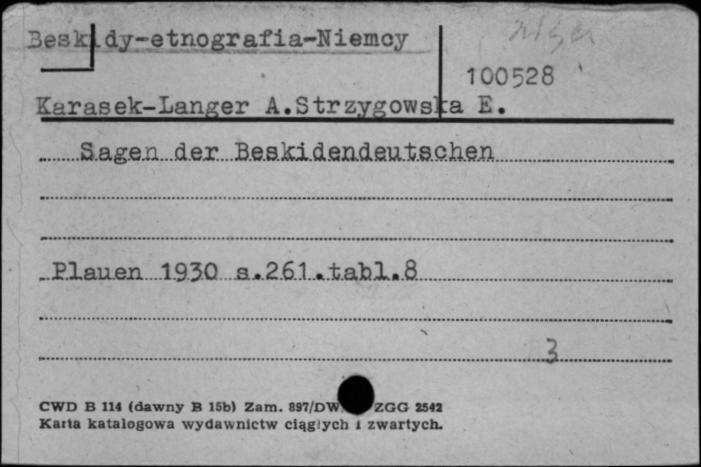 Beskidy-etnografia-Niemcy
100528
Karasek-Langer A.Strzygowska E.
Sagen der Beskidendeutschen
Plauen 1930 s.261.tabl.8
3
CWD B 114 (dawny B 15b) Zam. 897/DW ZGG 2542
Karta katalogowa wydawnictw ciągłych i zwartych.